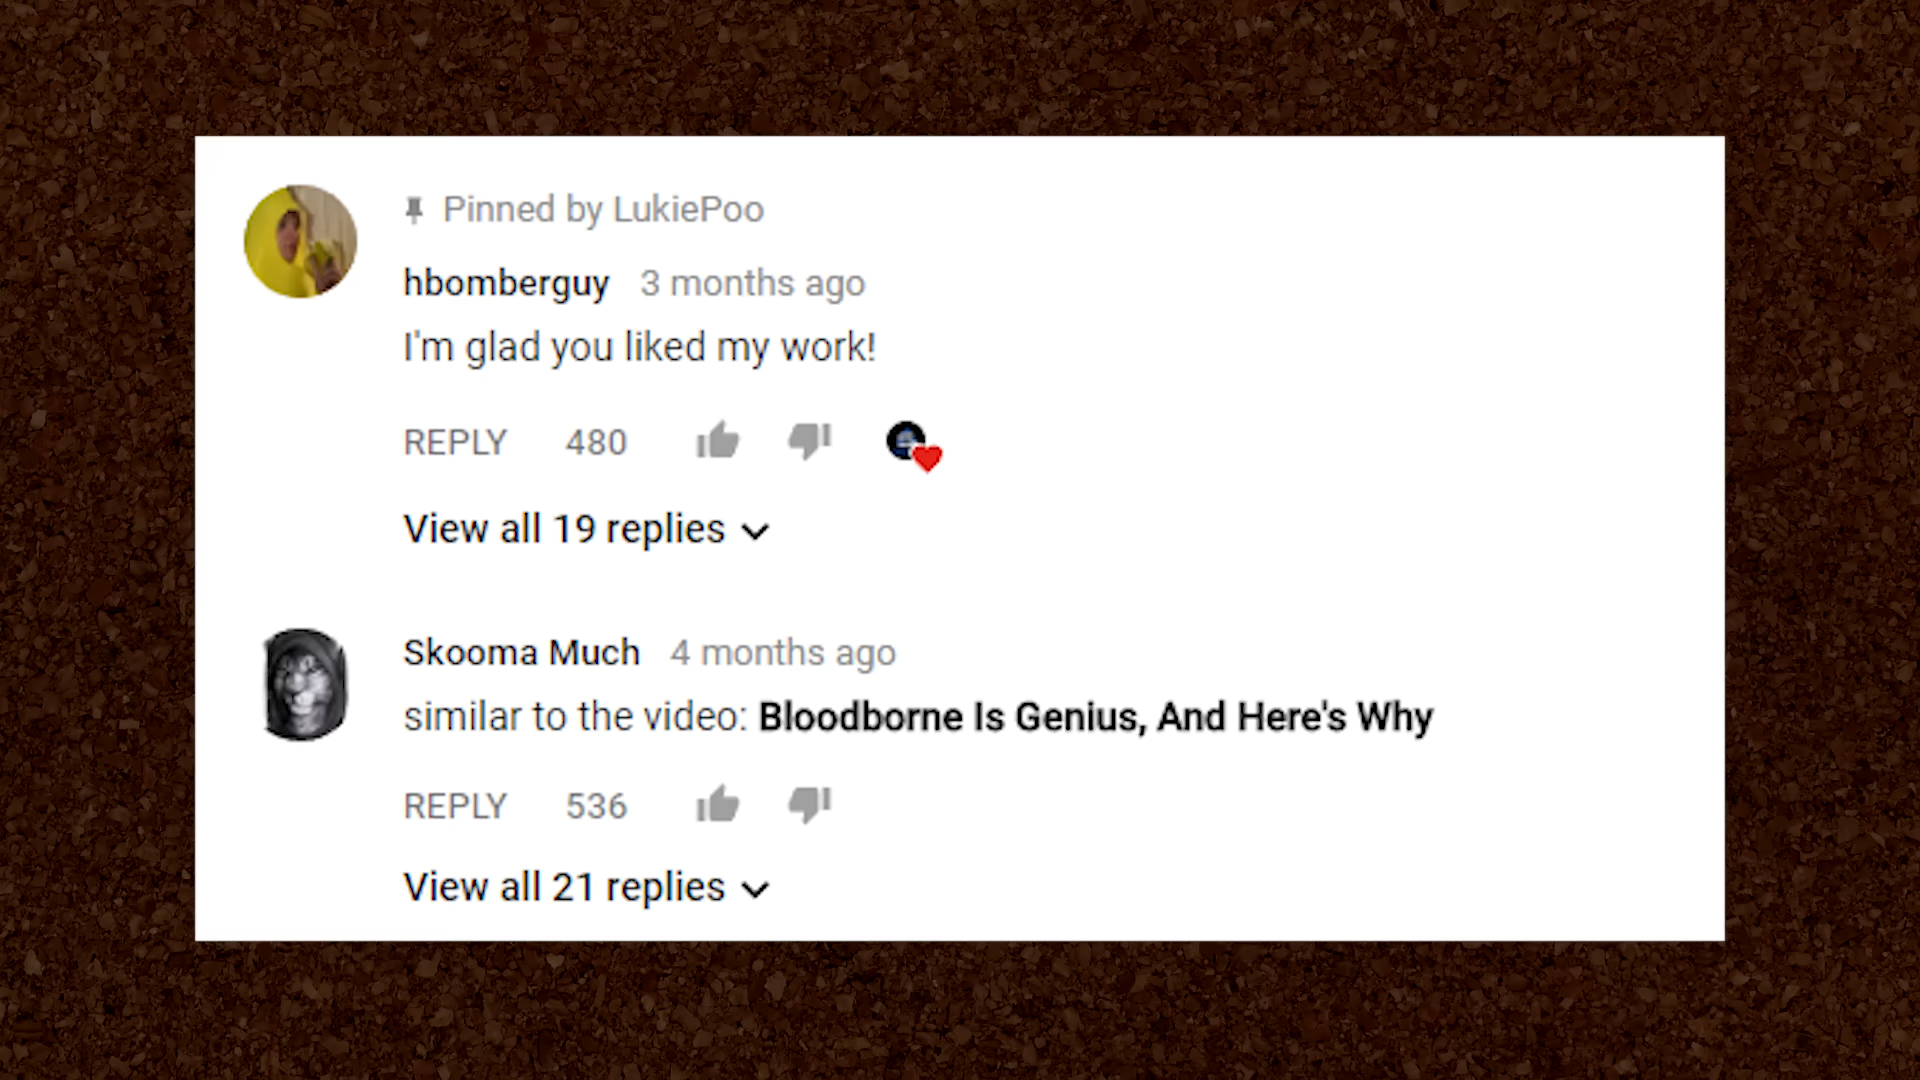 Pinned by LukiePoo
hbomberguy 3 months ago
I'm glad you liked my work!
REPLY 480
View all 19 replies
Skooma Much 4 months ago
similar to the video: Bloodborne Is Genius, And Here's Why
REPLY 536
View all 21 replies